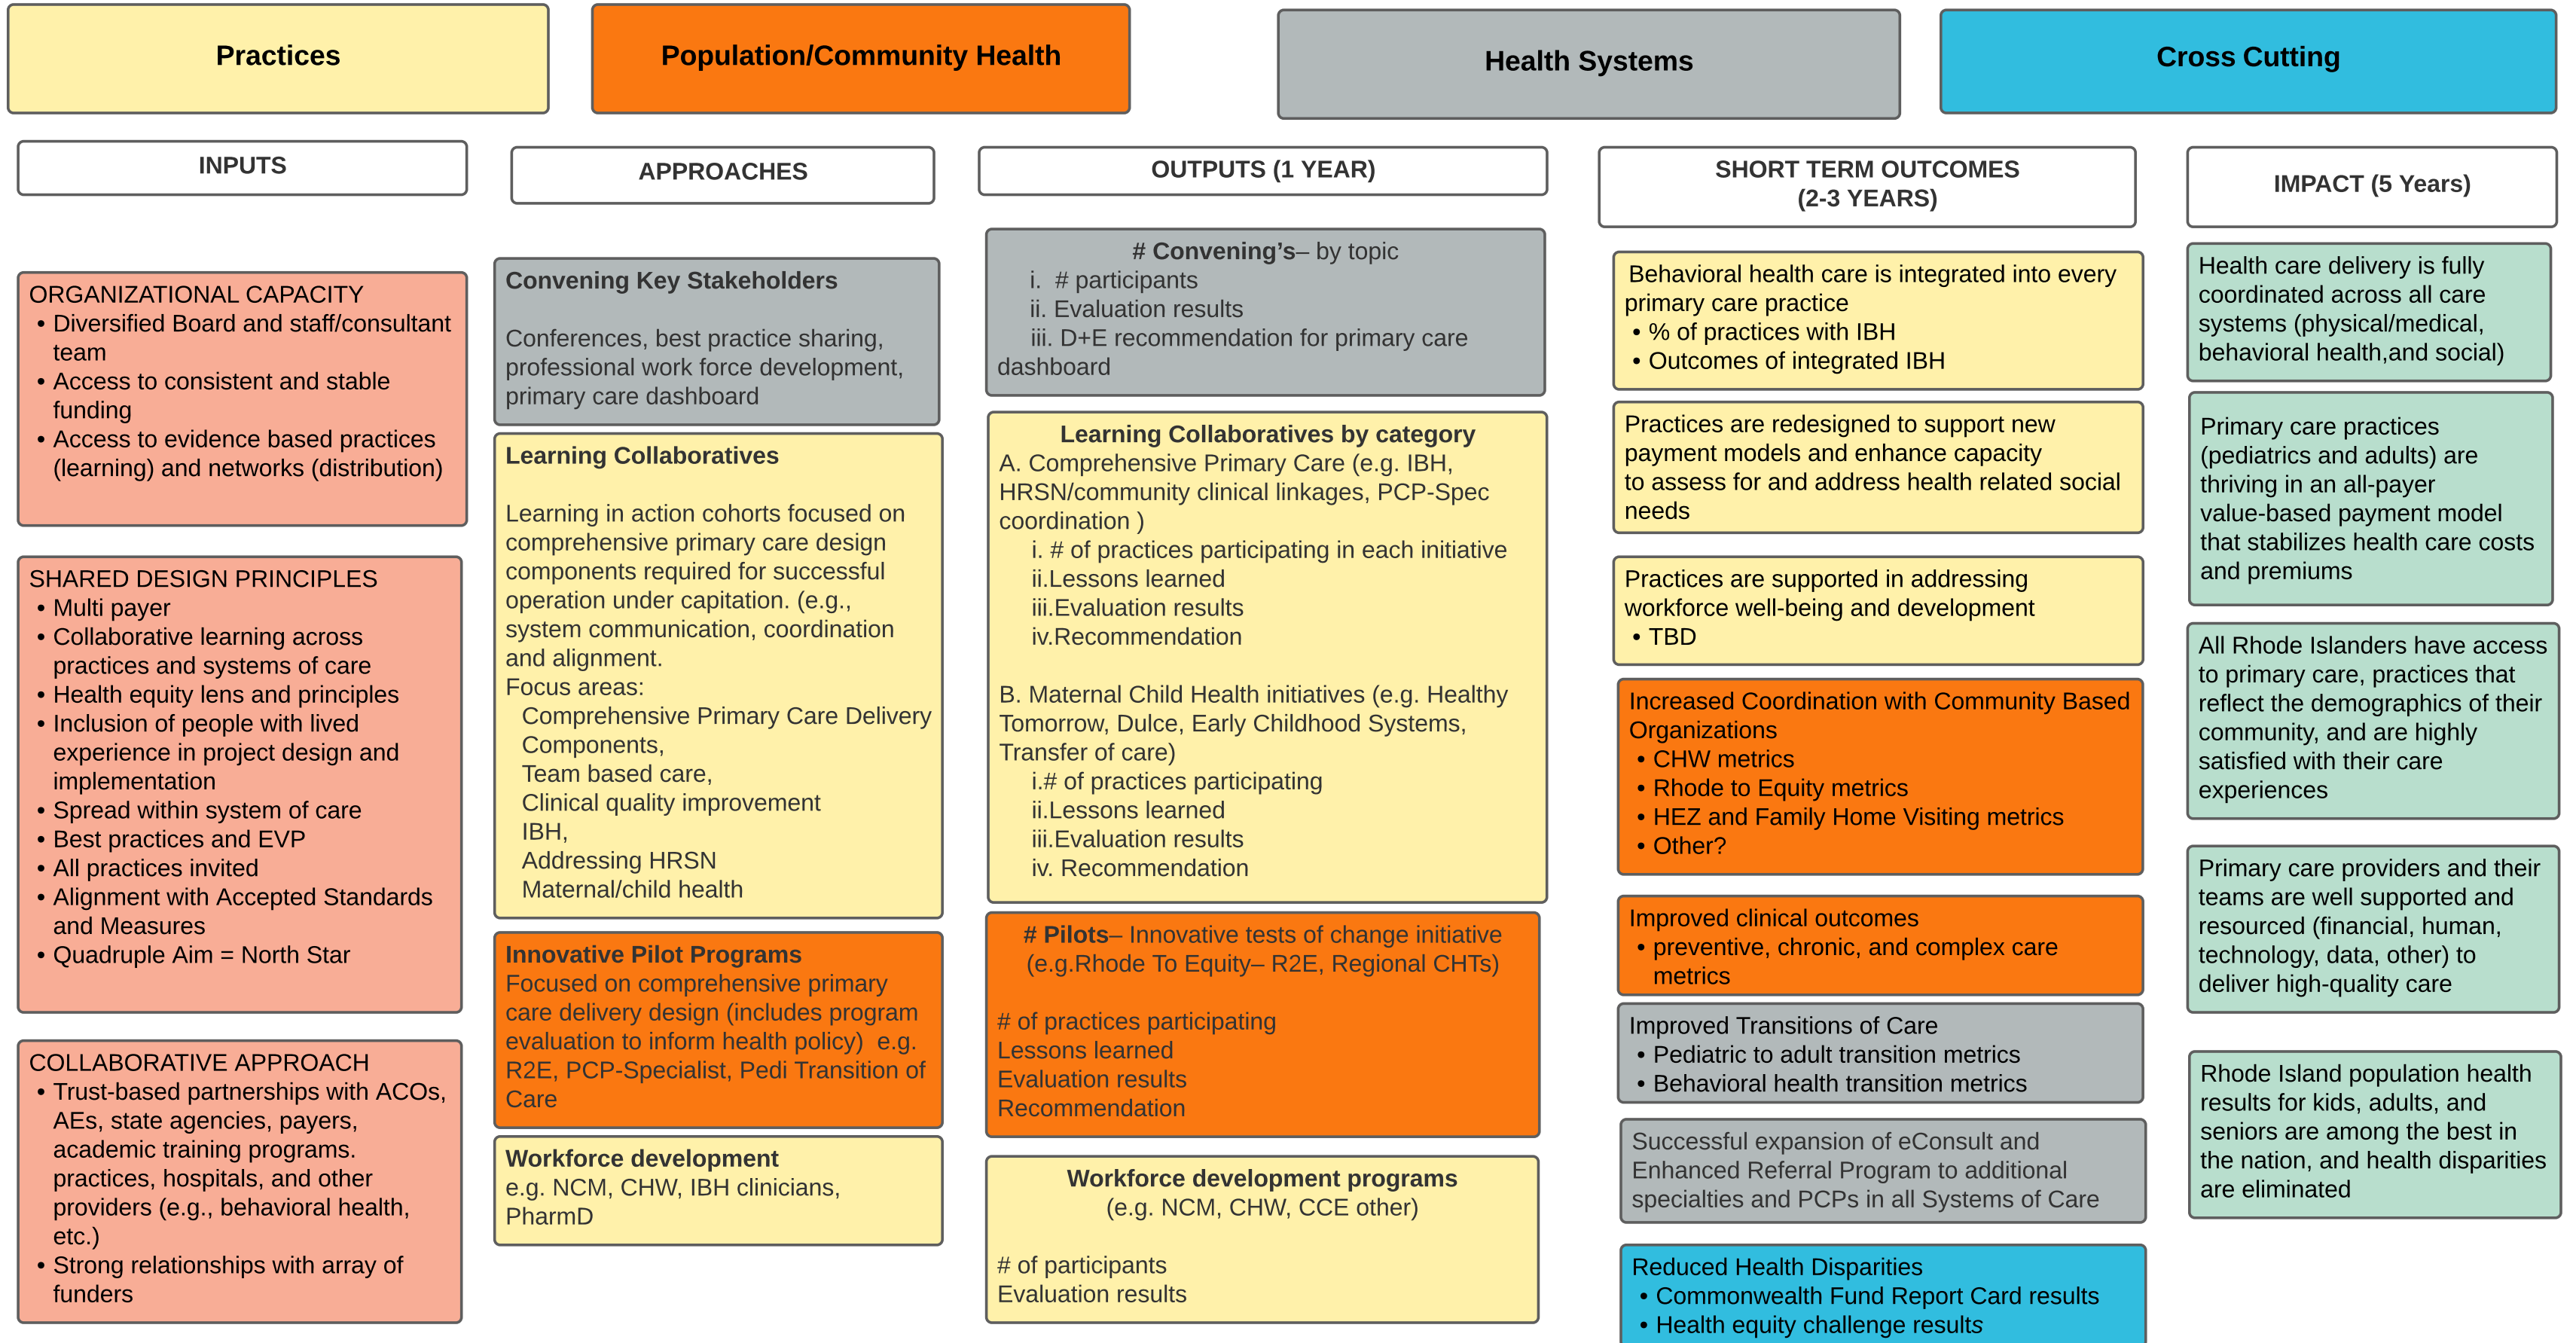 Practices
Population/Community Health
Health Systems
Cross Cutting
INPUTS
ORGANIZATIONAL CAPACITY
• Diversified Board and staff/consultant
team
• Access to consistent and stable
funding
• Access to evidence based practices
(learning) and networks (distribution)
SHARED DESIGN PRINCIPLES
• Multi payer
• Collaborative learning across
practices and systems of care
• Health equity lens and principles
• Inclusion of people with lived
experience in project design and
implementation
• Spread within system of care
• Best practices and EVP
• All practices invited
• Alignment with Accepted Standards
and Measures
• Quadruple Aim = North Star
COLLABORATIVE APPROACH
• Trust-based partnerships with ACOs,
AEs, state agencies, payers,
academic training programs.
practices, hospitals, and other
providers (e.g., behavioral health,
etc.)
• Strong relationships with array of
funders
APPROACHES
Convening Key Stakeholders
Conferences, best practice sharing,
professional work force development,
primary care dashboard
Learning Collaboratives
Learning in action cohorts focused on
comprehensive primary care design
components required for successful
operation under capitation. (e.g.,
system communication, coordination
and alignment.
Focus areas:
Comprehensive Primary Care Delivery
Components,
Team based care,
Clinical quality improvement
IBH,
Addressing HRSN
Maternal/child health
Innovative Pilot Programs
Focused on comprehensive primary
care delivery design (includes program
evaluation to inform health policy)  e.g.
R2E, PCP-Specialist, Pedi Transition of
Care
Workforce development
e.g. NCM, CHW, IBH clinicians,
PharmD
OUTPUTS (1 YEAR)
# Convening’s– by topic
i.  # participants
ii. Evaluation results
iii. D+E recommendation for primary care
dashboard
Learning Collaboratives by category
A. Comprehensive Primary Care (e.g. IBH,
HRSN/community clinical linkages, PCP-Spec
coordination )
i. # of practices participating in each initiative
ii.Lessons learned
iii.Evaluation results
iv.Recommendation
B. Maternal Child Health initiatives (e.g. Healthy
Tomorrow, Dulce, Early Childhood Systems,
Transfer of care)
i.# of practices participating
ii.Lessons learned
iii.Evaluation results
iv. Recommendation
# Pilots– Innovative tests of change initiative
(e.g.Rhode To Equity– R2E, Regional CHTs)
# of practices participating
Lessons learned
Evaluation results
Recommendation
Workforce development programs
(e.g. NCM, CHW, CCE other)
# of participants
Evaluation results
SHORT TERM OUTCOMES
(2-3 YEARS)
Behavioral health care is integrated into every
primary care practice
• % of practices with IBH
• Outcomes of integrated IBH
Practices are redesigned to support new
payment models and enhance capacity
to assess for and address health related social
needs
Practices are supported in addressing
workforce well-being and development
• TBD
Increased Coordination with Community Based
Organizations
• CHW metrics
• Rhode to Equity metrics
• HEZ and Family Home Visiting metrics
• Other?
Improved clinical outcomes
• preventive, chronic, and complex care
metrics
Improved Transitions of Care
• Pediatric to adult transition metrics
• Behavioral health transition metrics
Successful expansion of eConsult and
Enhanced Referral Program to additional
specialties and PCPs in all Systems of Care
Reduced Health Disparities
• Commonwealth Fund Report Card results
• Health equity challenge results
IMPACT (5 Years)
Health care delivery is fully
coordinated across all care
systems (physical/medical,
behavioral health,and social)
Primary care practices
(pediatrics and adults) are
thriving in an all-payer
value-based payment model
that stabilizes health care costs
and premiums
All Rhode Islanders have access
to primary care, practices that
reflect the demographics of their
community, and are highly
satisfied with their care
experiences
Primary care providers and their
teams are well supported and
resourced (financial, human,
technology, data, other) to
deliver high-quality care
Rhode Island population health
results for kids, adults, and
seniors are among the best in
the nation, and health disparities
are eliminated